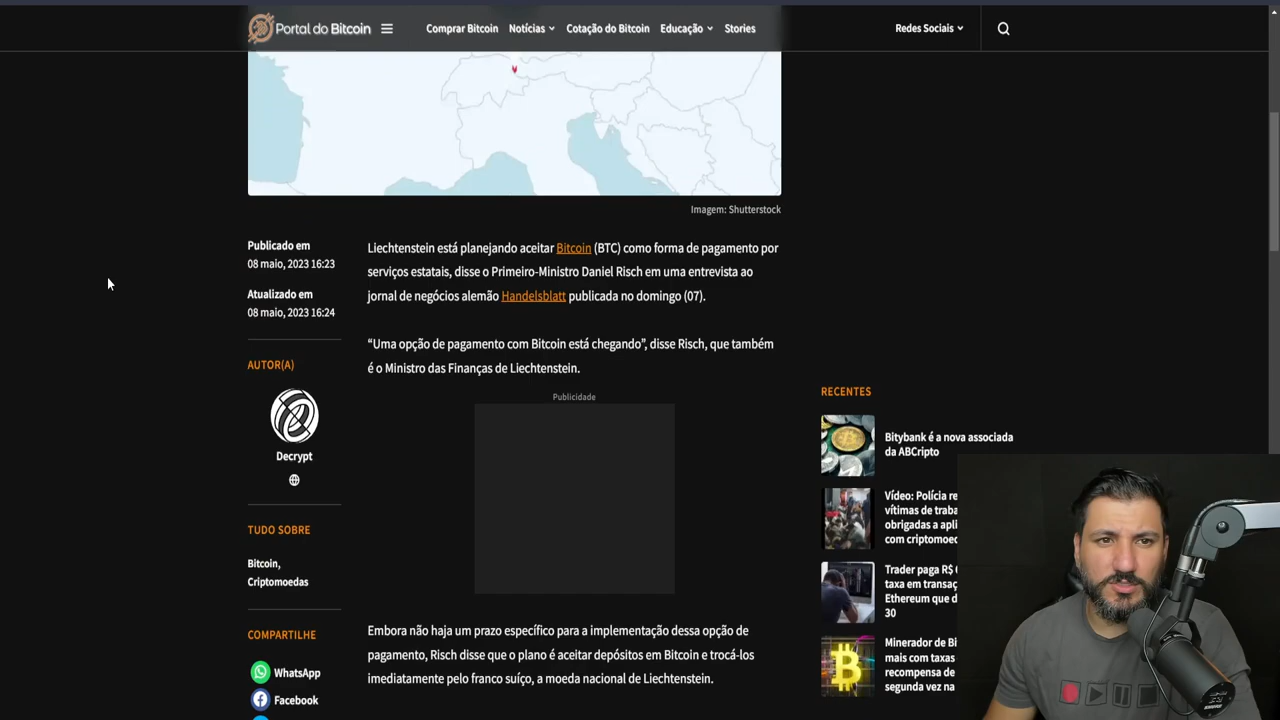 Portal do Bitcoin
Comprar Bitcoin
Notícias
Cotação do Bitcoin
Educação
Stories
Redes Sociais
Imagem: Shutterstock
Publicado em
08 maio, 2023 16:23
Atualizado em
08 maio, 2023 16:24
AUTOR(A)
Decrypt
TUDO SOBRE
Bitcoin,
Criptomoedas
COMPARTILHE
WhatsApp
Facebook
Liechtenstein está planejando aceitar Bitcoin (BTC) como forma de pagamento por
serviços estatais, disse o Primeiro-Ministro Daniel Risch em uma entrevista ao
jornal de negócios alemão Handelsblatt publicada no domingo (07).
“Uma opção de pagamento com Bitcoin está chegando”, disse Risch, que também
é o Ministro das Finanças de Liechtenstein.
Publicidade
Embora não haja um prazo específico para a implementação dessa opção de
pagamento, Risch disse que o plano é aceitar depósitos em Bitcoin e trocá-los
imediatamente pelo franco suíço, a moeda nacional de Liechtenstein.
RECENTES
Bitybank é a nova associada
da ABCripto
Vídeo: Polícia re
vítimas de traba
obrigadas a apli
com criptomoed
Trader paga R$
taxa em transaç
Ethereum que d
30
Minerador de Bi
mais com taxas
recompensa de
segunda vez na